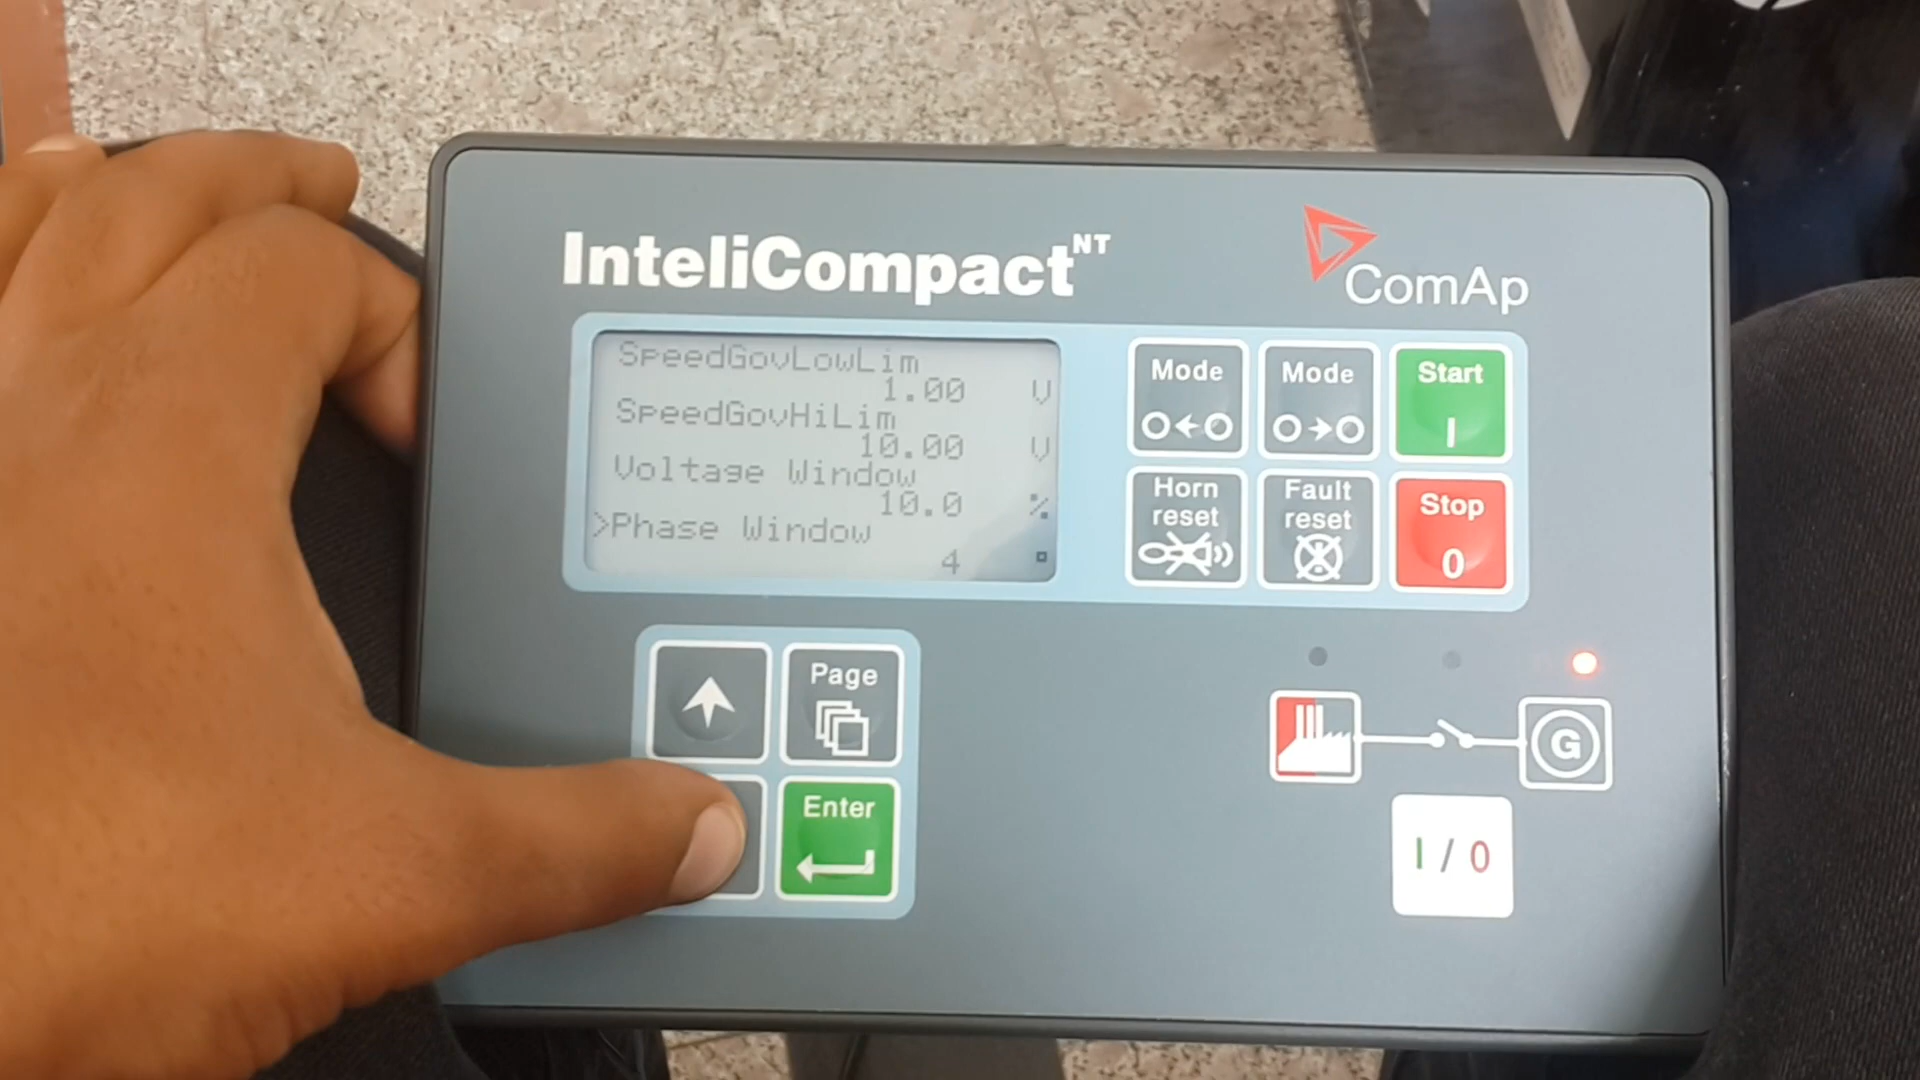 InteliCompact NT
ComAp
SpeedGovLowLim
1.00 V
SpeedGovHiLim
10.00 V
Voltage Window
10.0 %
>Phase Window
4 °
Mode
Mode
Start
I
Horn
reset
Fault
reset
Stop
0
Page
Enter
G
I / 0